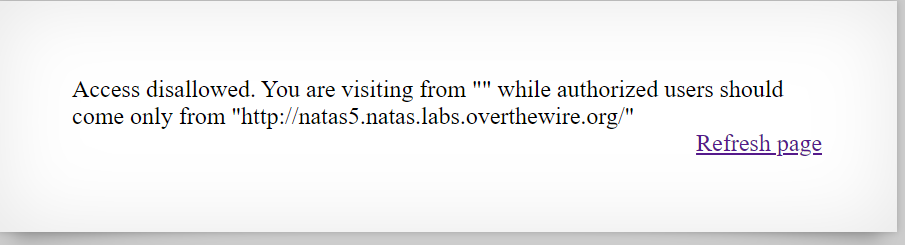 Access disallowed. You are visiting from "" while authorized users should
come only from "http://natas5.natas.labs.overthewire.org/"
Refresh page